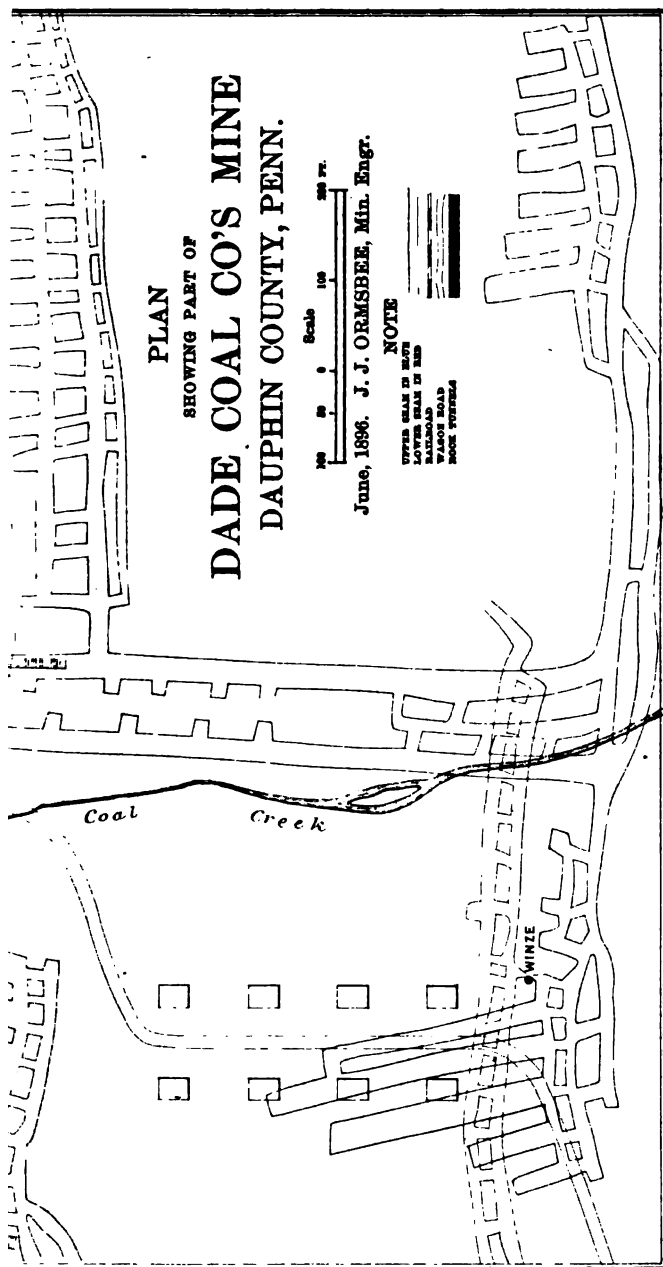 PLAN
SHOWING PART OF
DADE COAL CO'S MINE
DAUPHIN COUNTY, PENN.
Scale
100 50 0 100 200 FT.
June, 1896. J. J. ORMSBEE, Min. Engr.
NOTE
UPPER SEAM IN BLUE
LOWER SEAM IN RED
RAILROAD
WAGON ROAD
ROCK TUNNELS
Coal Creek
WINZE